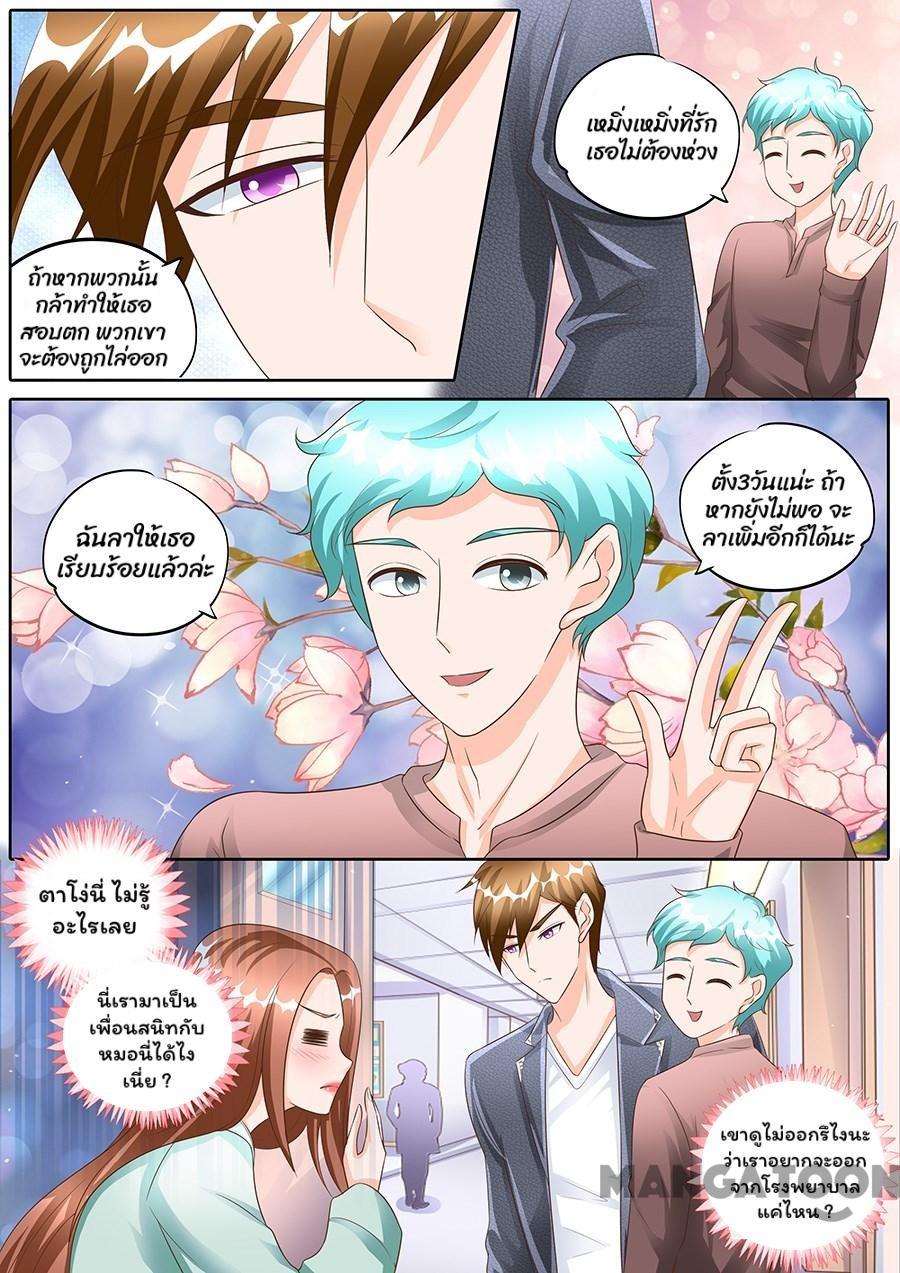 เหมิ่งเหมิ่งที่รัก
เธอไม่ต้องห่วง
ถ้าหากพวกนั้น
กล้าทำให้เธอ
สอบตก พวกเขา
จะต้องถูกไล่ออก
ตั้ง3วันแน่ะ ถ้า
หากยังไม่พอ จะ
ลาเพิ่มอีกก็ได้นะ
ฉันลาให้เธอ
เรียบร้อยแล้วล่ะ
ตาโง่นี่ ไม่รู้
อะไรเลย
นี่เรามาเป็น
เพื่อนสนิทกับ
หมอนี่ได้ไง
เนี่ย ?
เขาดูไม่ออกรึไงนะ
ว่าเราอยากจะออก
จากโรงพยาบาล
แค่ไหน ?
MANGATOON